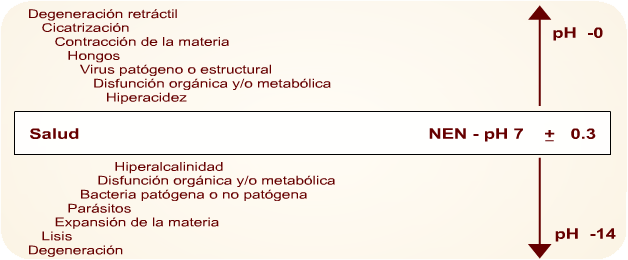 Degeneración retráctil
Cicatrización
Contracción de la materia
Hongos
Virus patógeno o estructural
Disfunción orgánica y/o metabólica
Hiperacidez
pH -0
Salud
NEN - pH 7 ± 0.3
Hiperalcalinidad
Disfunción orgánica y/o metabólica
Bacteria patógena o no patógena
Parásitos
Expansión de la materia
Lisis
Degeneración
pH -14